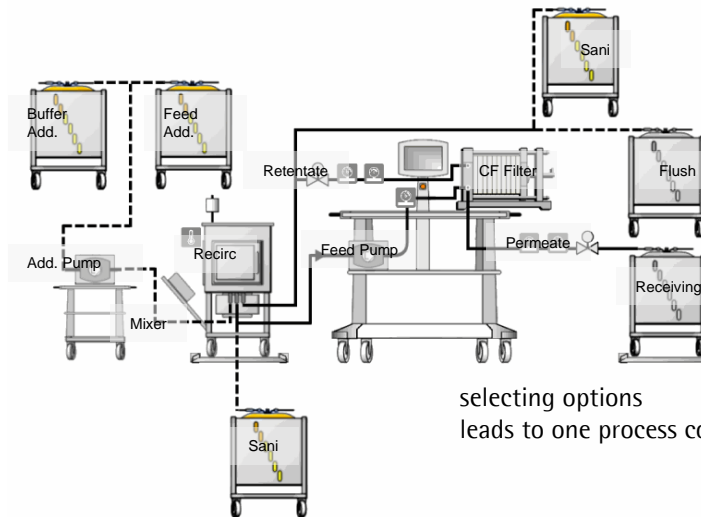 Sani
Buffer
Add.
Feed
Add.
Retentate
CF Filter
Flush
Recirc
Feed Pump
Permeate
Add. Pump
Receiving
Mixer
selecting options
leads to one process co
Sani